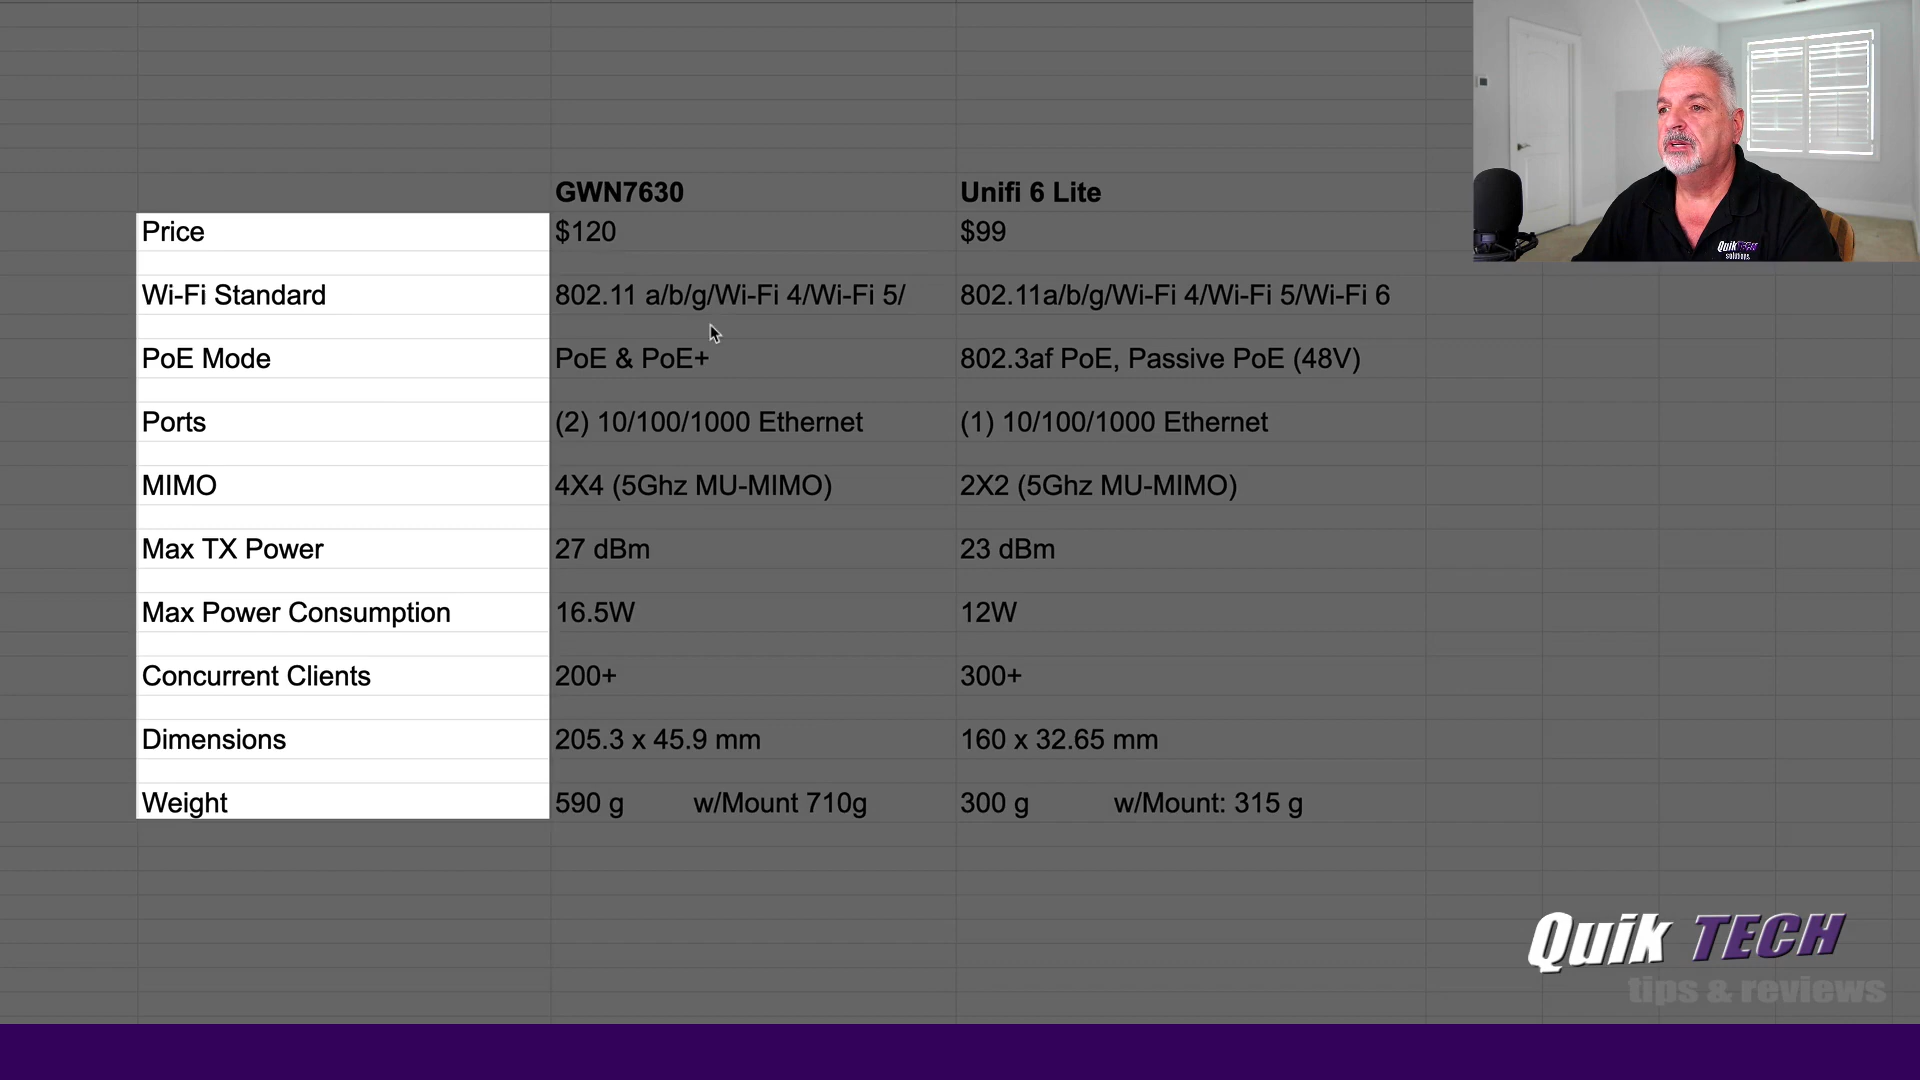 GWN7630 Unifi 6 Lite
Price $120 $99
Wi-Fi Standard 802.11 a/b/g/Wi-Fi 4/Wi-Fi 5/ 802.11a/b/g/Wi-Fi 4/Wi-Fi 5/Wi-Fi 6
PoE Mode PoE & PoE+ 802.3af PoE, Passive PoE (48V)
Ports (2) 10/100/1000 Ethernet (1) 10/100/1000 Ethernet
MIMO 4X4 (5Ghz MU-MIMO) 2X2 (5Ghz MU-MIMO)
Max TX Power 27 dBm 23 dBm
Max Power Consumption 16.5W 12W
Concurrent Clients 200+ 300+
Dimensions 205.3 x 45.9 mm 160 x 32.65 mm
Weight 590 g w/Mount 710g 300 g w/Mount: 315 g
QuikTECH
solutions
Quik TECH
tips & reviews